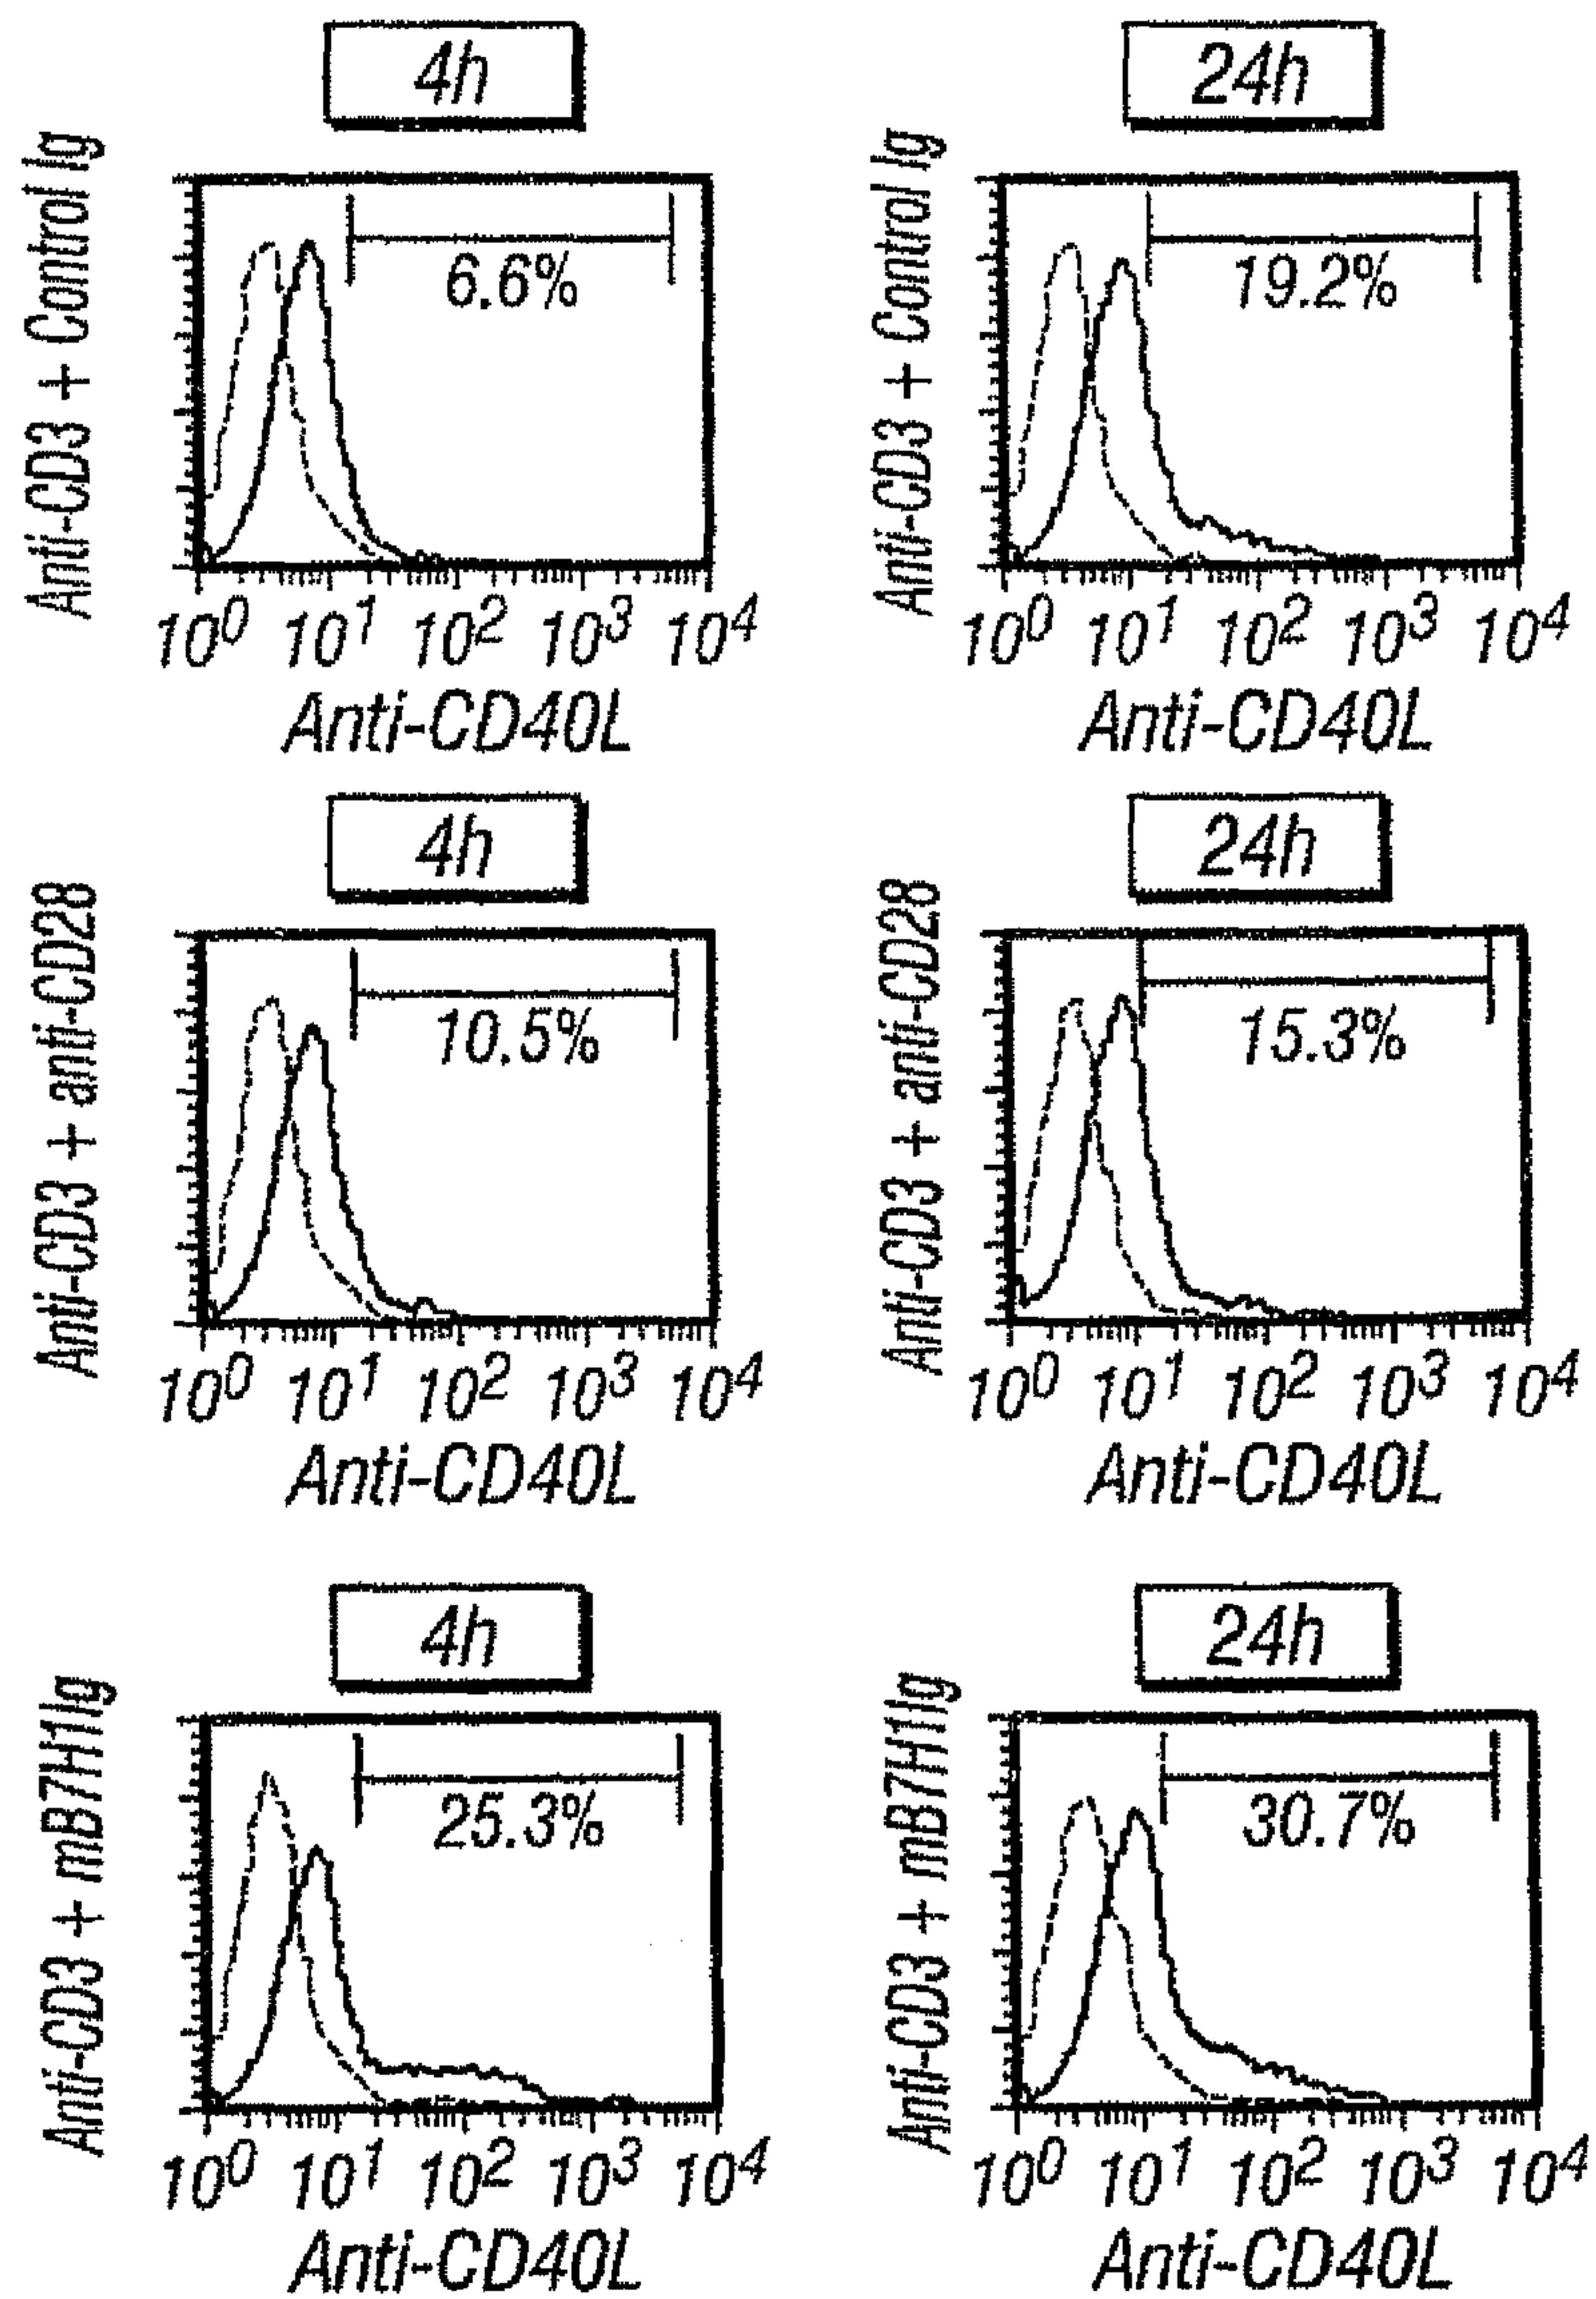 4h
24h
Anti-CD3 + Control Ig
6.6%
10^0 10^1 10^2 10^3 10^4
Anti-CD40L
Anti-CD3 + Control Ig
19.2%
10^0 10^1 10^2 10^3 10^4
Anti-CD40L
4h
24h
Anti-CD3 + anti-CD28
10.5%
10^0 10^1 10^2 10^3 10^4
Anti-CD40L
Anti-CD3 + anti-CD28
15.3%
10^0 10^1 10^2 10^3 10^4
Anti-CD40L
4h
24h
Anti-CD3 + mB7H1Ig
25.3%
10^0 10^1 10^2 10^3 10^4
Anti-CD40L
Anti-CD3 + mB7H1Ig
30.7%
10^0 10^1 10^2 10^3 10^4
Anti-CD40L